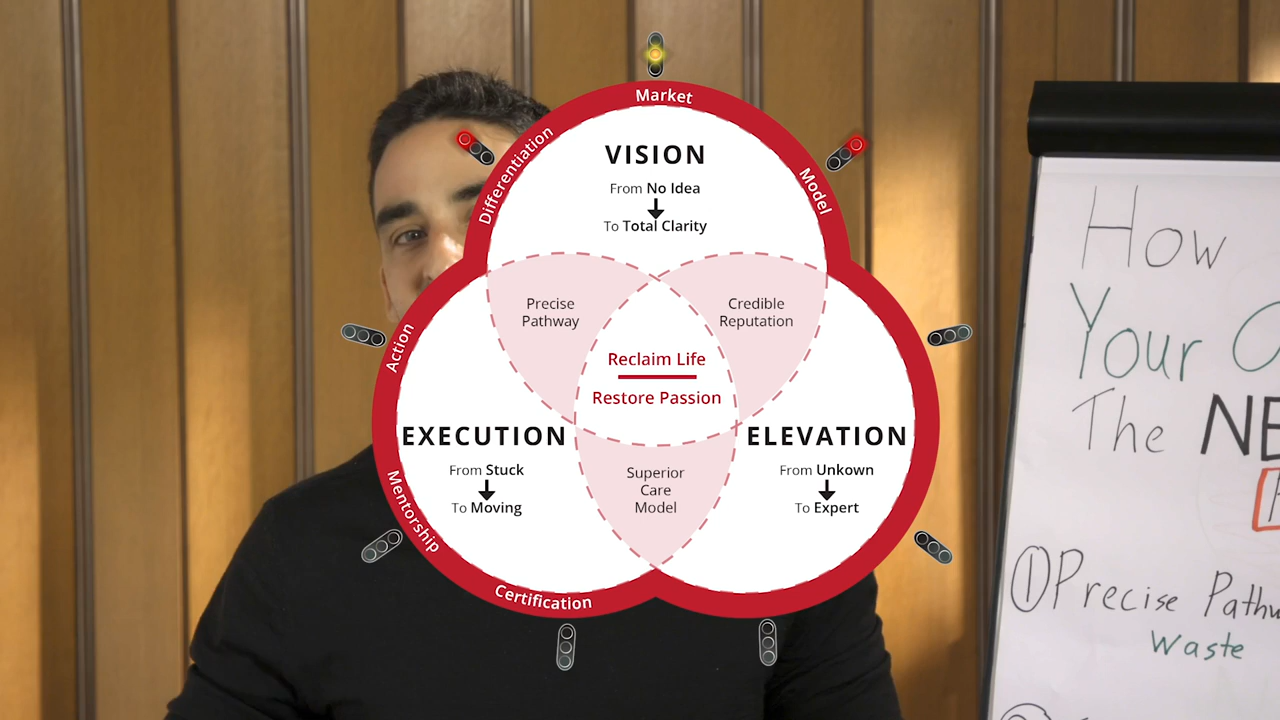 Market
Differentiation
Model
VISION
From No Idea
To Total Clarity
Precise
Pathway
Credible
Reputation
Reclaim Life
Restore Passion
Action
EXECUTION
From Stuck
To Moving
ELEVATION
From Unkown
To Expert
Superior
Care
Model
Mentorship
Certification
How
Your
The
①Precise
Waste